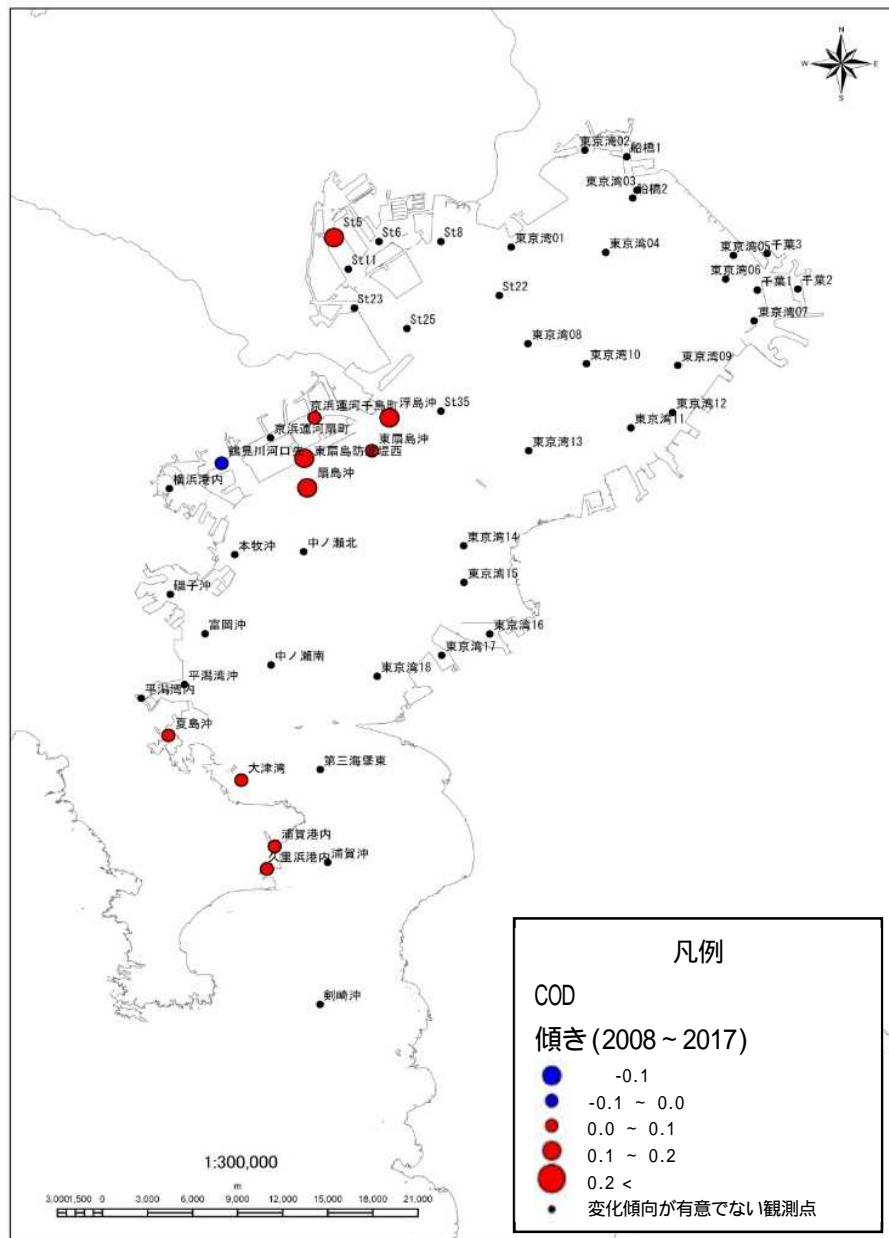 N
W
E
S
東京湾02
船橋1
東京湾03
船橋2
St5
St6
St8
東京湾01
東京湾04
東京湾05
千葉3
St11
東京湾06
千葉1
千葉2
St22
St23
東京湾07
St25
東京湾08
東京湾10
東京湾09
京浜運河千鳥町
浮島沖
St35
東京湾12
京浜運河扇町
東京湾11
鶴見川河口先
東扇島防波堤西
東扇島沖
東京湾13
横浜港内
扇島沖
本牧沖
中ノ瀬北
東京湾14
東京湾15
磯子沖
富岡沖
東京湾16
中ノ瀬南
東京湾17
平潟湾沖
東京湾18
平潟湾内
夏島沖
大津湾
第三海堡東
浦賀港内
久里浜港内
浦賀沖
剣崎沖
凡例
COD
傾き(2008～2017)
-0.1
-0.1 ~ 0.0
0.0 ~ 0.1
0.1 ~ 0.2
0.2 <
変化傾向が有意でない観測点
1:300,000
m
3,000 1,500 0 3,000 6,000 9,000 12,000 15,000 18,000 21,000